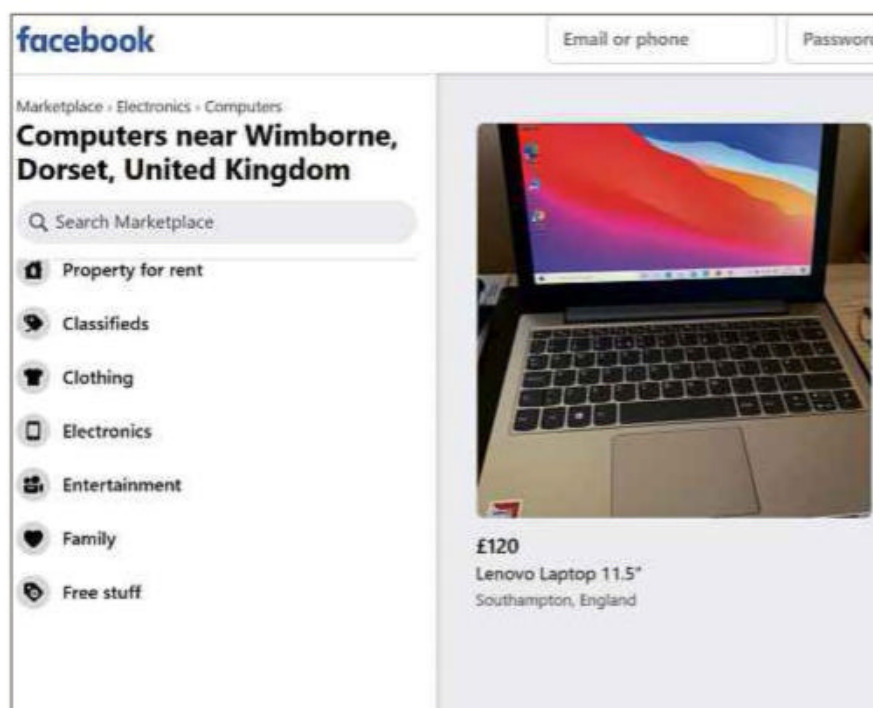 facebook
Email or phone
Password
Marketplace › Electronics › Computers
Computers near Wimborne,
Dorset, United Kingdom
Search Marketplace
Property for rent
Classifieds
Clothing
Electronics
Entertainment
Family
Free stuff
£120
Lenovo Laptop 11.5"
Southampton, England